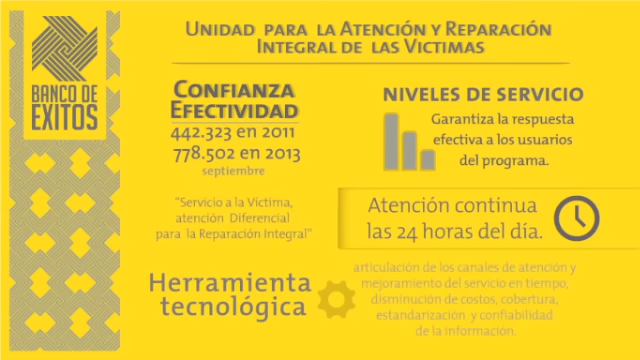 BANCO DE
EXITOS
UNIDAD PARA LA ATENCIÓN Y REPARACIÓN
INTEGRAL DE LAS VICTIMAS
CONFIANZA
EFECTIVIDAD
442.323 en 2011
778.502 en 2013
septiembre
"Servicio a la Víctima,
atención Diferencial
para la Reparación Integral"
Herramienta
tecnológica
NIVELES DE SERVICIO
Garantiza la respuesta
efectiva a los usuarios
del programa.
Atención continua
las 24 horas del día.
articulación de los canales de atención y
mejoramiento del servicio en tiempo,
disminución de costos, cobertura,
estandarización y confiabilidad
de la información.